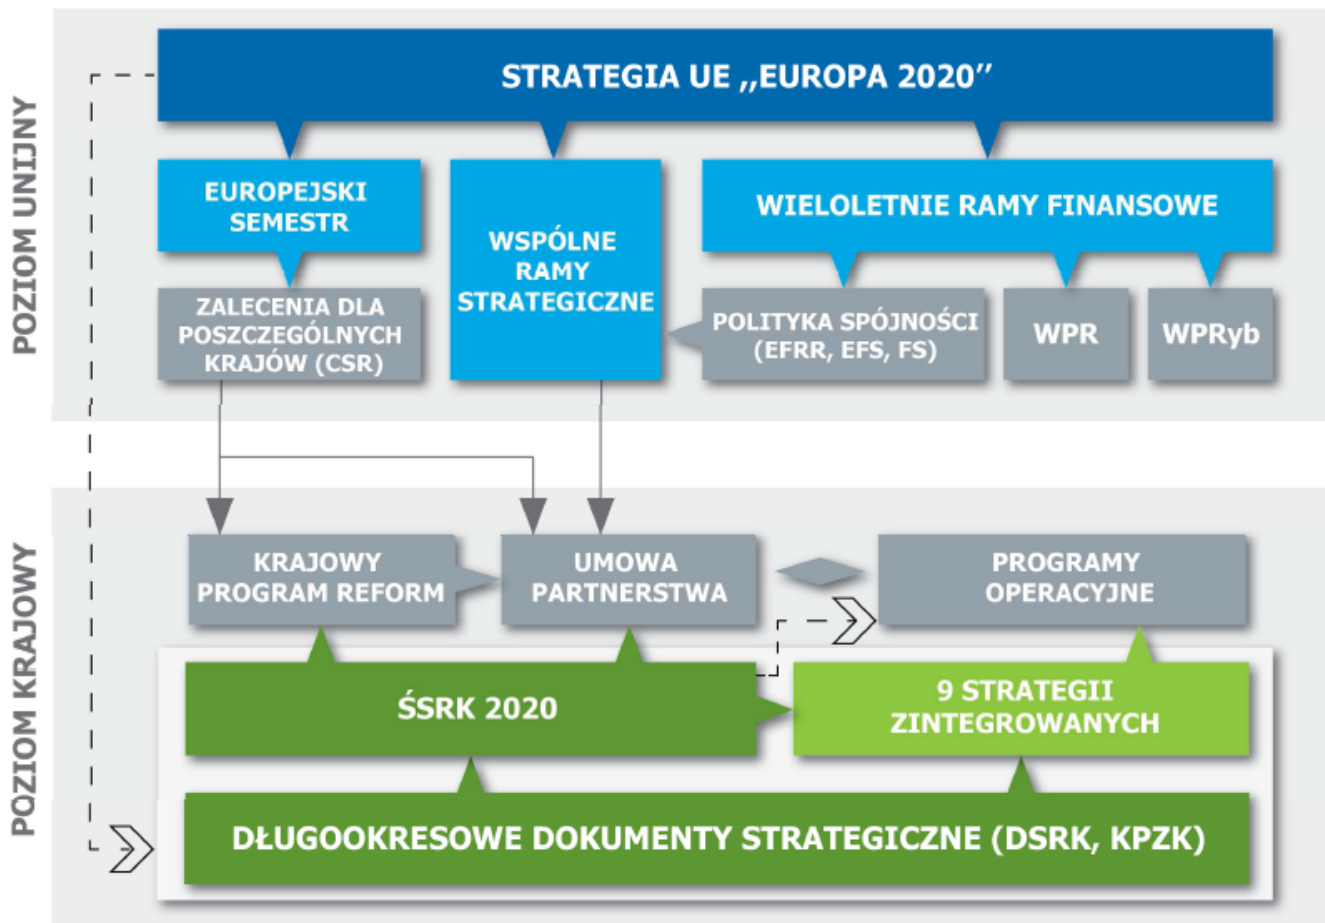 POZIOM UNIJNY
STRATEGIA UE ,,EUROPA 2020”
EUROPEJSKI
SEMESTR
WSPÓLNE
RAMY
STRATEGICZNE
WIELOLETNIE RAMY FINANSOWE
ZALECENIA DLA
POSZCZEGÓLNYCH
KRAJÓW (CSR)
POLITYKA SPÓJNOŚCI
(EFRR, EFS, FS)
WPR
WPRyb
POZIOM KRAJOWY
KRAJOWY
PROGRAM REFORM
UMOWA
PARTNERSTWA
PROGRAMY
OPERACYJNE
ŚSRK 2020
9 STRATEGII
ZINTEGROWANYCH
DŁUGOOKRESOWE DOKUMENTY STRATEGICZNE (DSRK, KPZK)